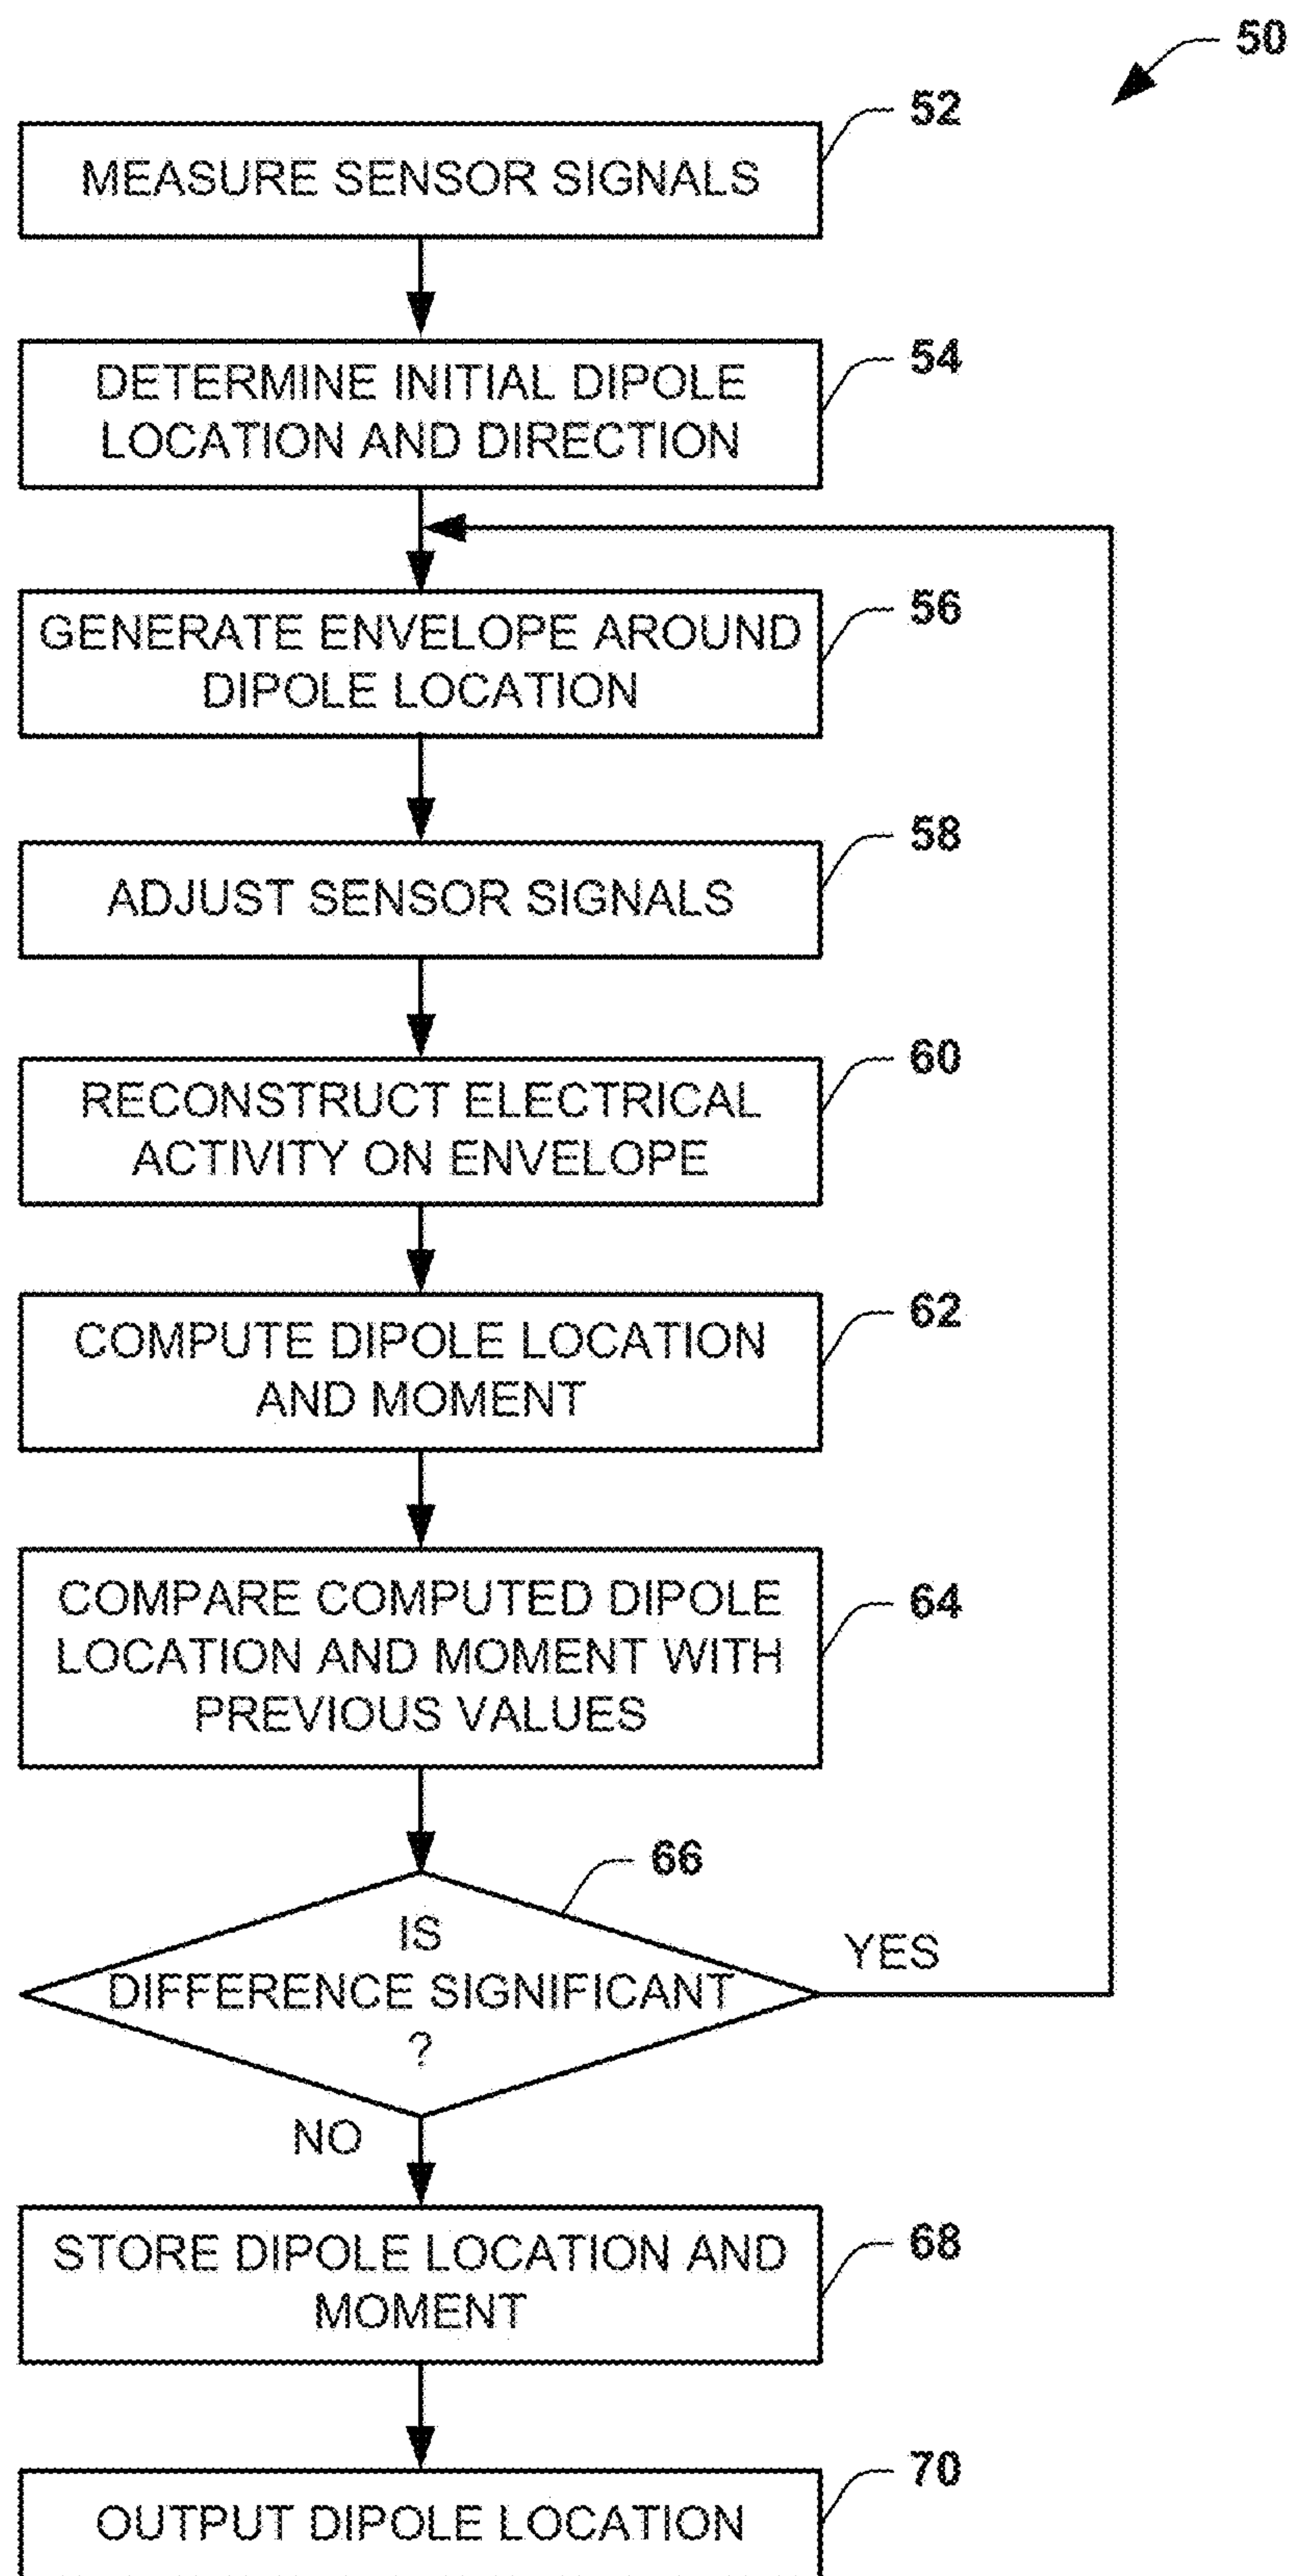 50
52
MEASURE SENSOR SIGNALS
54
DETERMINE INITIAL DIPOLE
LOCATION AND DIRECTION
56
GENERATE ENVELOPE AROUND
DIPOLE LOCATION
58
ADJUST SENSOR SIGNALS
60
RECONSTRUCT ELECTRICAL
ACTIVITY ON ENVELOPE
62
COMPUTE DIPOLE LOCATION
AND MOMENT
64
COMPARE COMPUTED DIPOLE
LOCATION AND MOMENT WITH
PREVIOUS VALUES
66
IS
DIFFERENCE SIGNIFICANT
?
YES
NO
68
STORE DIPOLE LOCATION AND
MOMENT
70
OUTPUT DIPOLE LOCATION